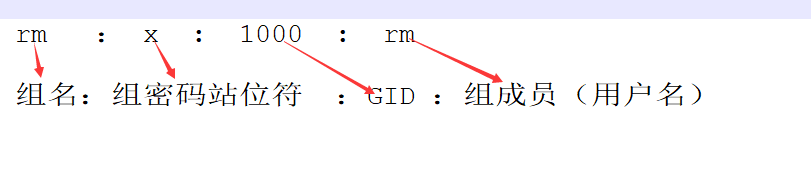 rm : x : 1000 : rm
组名：组密码站位符 ：GID ：组成员（用户名）